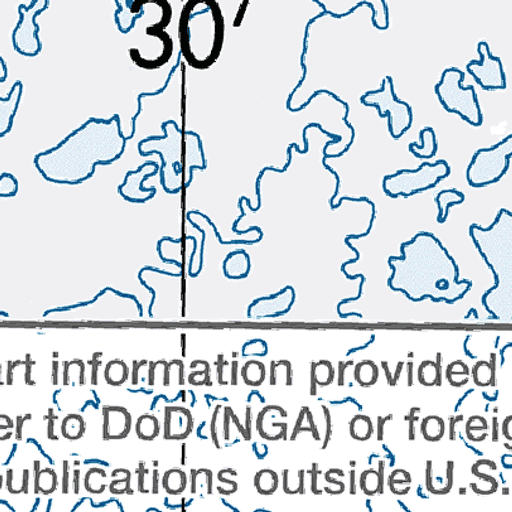 30'
art information provided
er to DoD (NGA) or foreig
publications outside U.S.